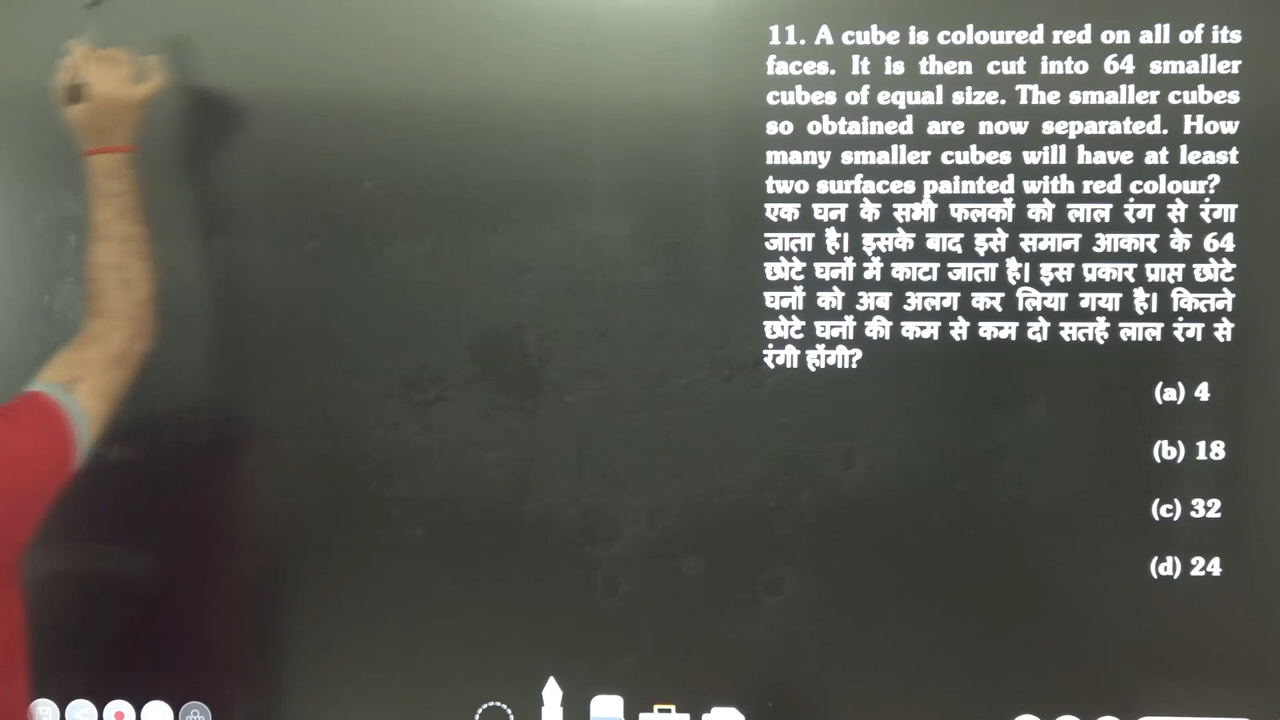 11. A cube is coloured red on all of its
faces. It is then cut into 64 smaller
cubes of equal size. The smaller cubes
so obtained are now separated. How
many smaller cubes will have at least
two surfaces painted with red colour?
एक घन के सभी फलकों को लाल रंग से रंगा
जाता है। इसके बाद इसे समान आकार के 64
छोटे घनों में काटा जाता है। इस प्रकार प्राप्त छोटे
घनों को अब अलग कर लिया गया है। कितने
छोटे घनों की कम से कम दो सतहें लाल रंग से
रंगी होंगी?
(a) 4
(b) 18
(c) 32
(d) 24